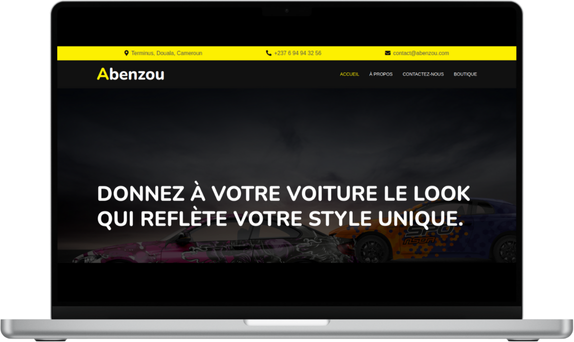 Terminus, Douala, Cameroun
+237 6 94 94 32 56
contact@abenzou.com
Abenzou
ACCUEIL À PROPOS CONTACTEZ-NOUS BOUTIQUE
DONNEZ À VOTRE VOITURE LE LOOK
QUI REFLÈTE VOTRE STYLE UNIQUE.